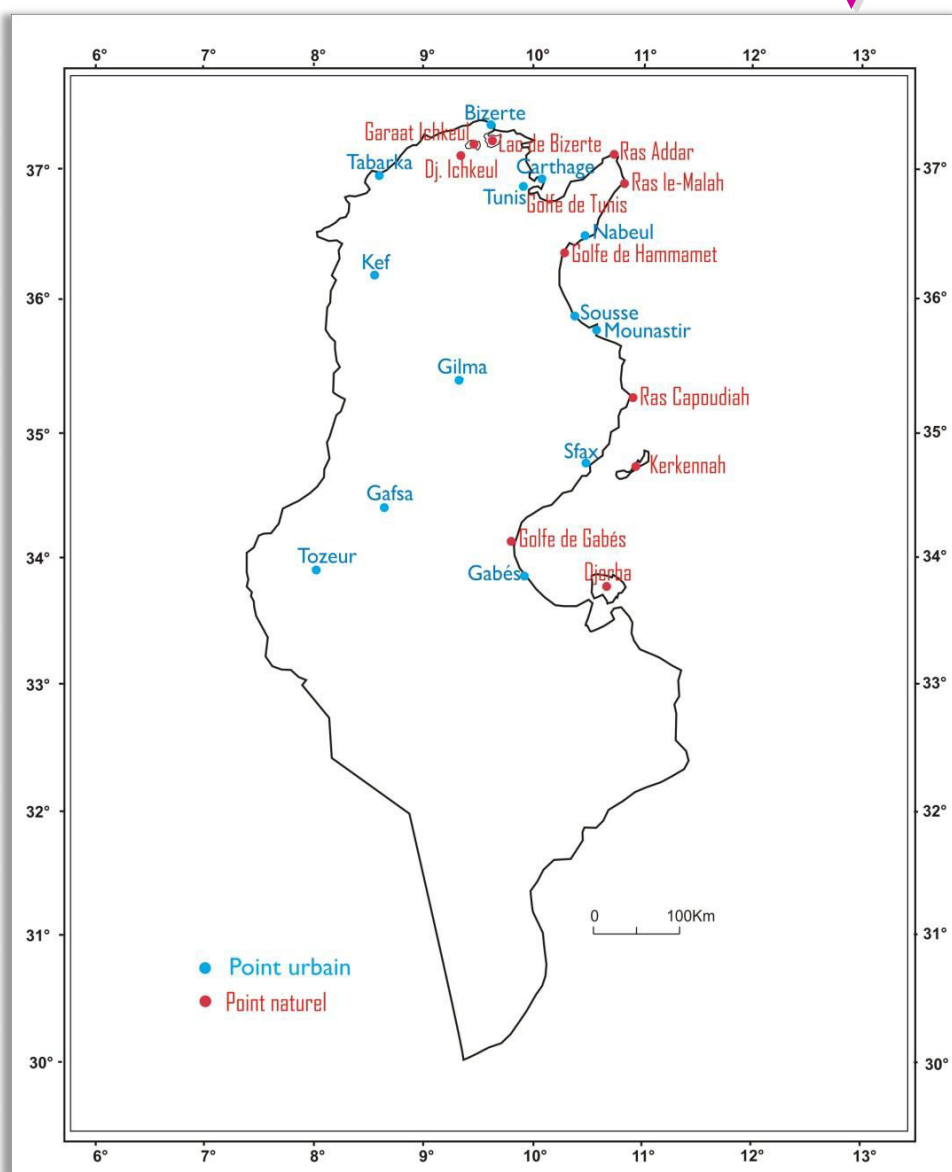 6° 7° 8° 9° 10° 11° 12° 13°
Bizerte
Garaat Ichkeul
Lac de Bizerte
Ras Addar
Tabarka
Dj. Ichkeul
Carthage
37° 37°
Ras le-Malah
Tunis
Golfe de Tunis
Nabeul
Golfe de Hammamet
Kef
36° 36°
Sousse
Mounastir
Gilma
Ras Capoudiah
35° 35°
Sfax
Kerkennah
Gafsa
Golfe de Gabés
34° 34°
Tozeur
Gabés
33° 33°
32° 32°
0 100Km
31° 31°
Point urbain
Point naturel
30° 30°
6° 7° 8° 9° 10° 11° 12° 13°